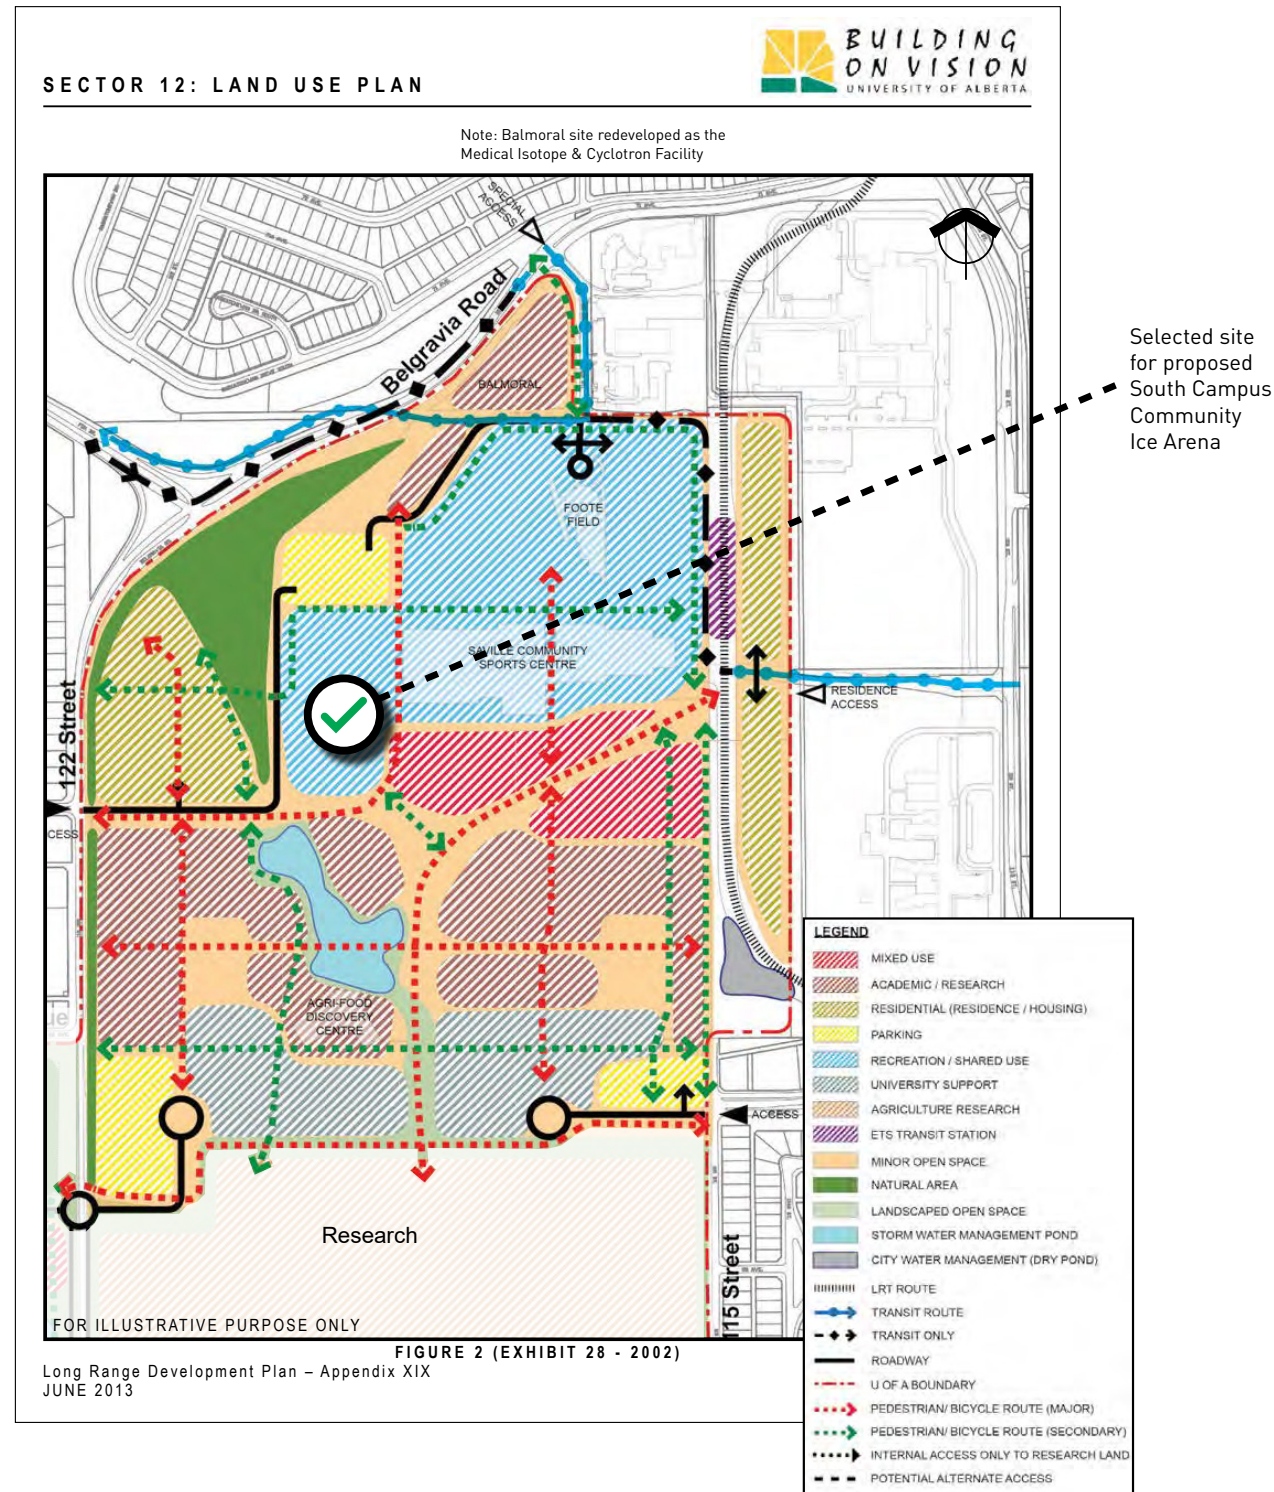 BUILDING
ON VISION
UNIVERSITY OF ALBERTA
SECTOR 12: LAND USE PLAN
Note: Balmoral site redeveloped as the
Medical Isotope & Cyclotron Facility
SPECIAL
ACCESS
Belgravia Road
BALMORAL
Selected site
for proposed
South Campus
Community
Ice Arena
FOOTE
FIELD
SAVILLE COMMUNITY
SPORTS CENTRE
RESIDENCE
ACCESS
122 Street
CESS
AGRI-FOOD
DISCOVERY
CENTRE
ue
ACCESS
Research
115 Street
FOR ILLUSTRATIVE PURPOSE ONLY
LEGEND
MIXED USE
ACADEMIC / RESEARCH
RESIDENTIAL (RESIDENCE / HOUSING)
PARKING
RECREATION / SHARED USE
UNIVERSITY SUPPORT
AGRICULTURE RESEARCH
ETS TRANSIT STATION
MINOR OPEN SPACE
NATURAL AREA
LANDSCAPED OPEN SPACE
STORM WATER MANAGEMENT POND
CITY WATER MANAGEMENT (DRY POND)
LRT ROUTE
TRANSIT ROUTE
TRANSIT ONLY
ROADWAY
U OF A BOUNDARY
PEDESTRIAN/ BICYCLE ROUTE (MAJOR)
PEDESTRIAN/ BICYCLE ROUTE (SECONDARY)
INTERNAL ACCESS ONLY TO RESEARCH LAND
POTENTIAL ALTERNATE ACCESS
FIGURE 2 (EXHIBIT 28 - 2002)
Long Range Development Plan – Appendix XIX
JUNE 2013